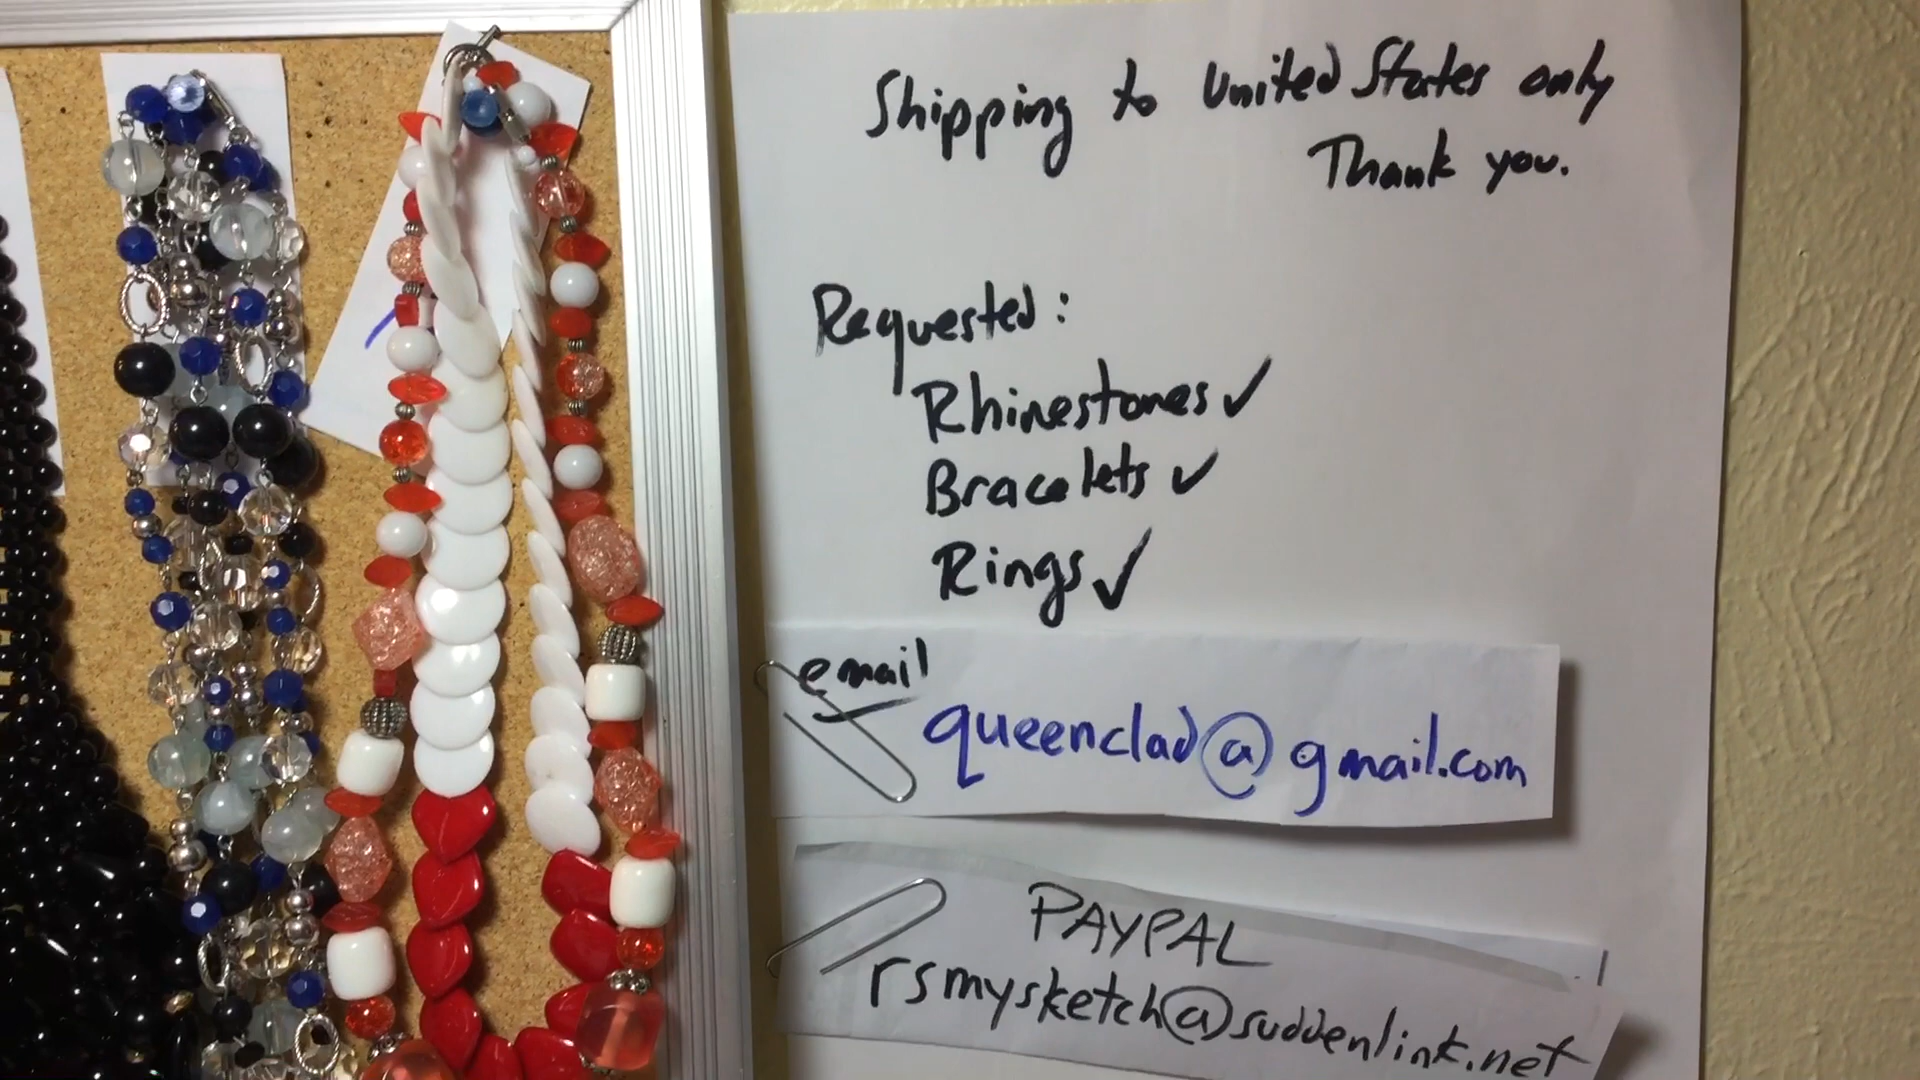 Shipping to United States only
Thank you.
Requested:
Rhinestones ✓
Bracelets ✓
Rings ✓
email
queenclad@gmail.com
PAYPAL
rsmysketch@suddenlink.net